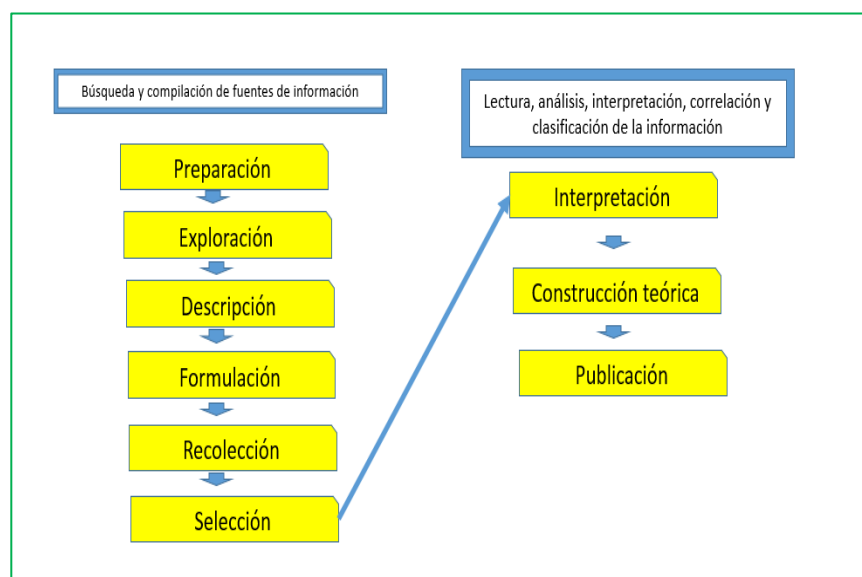 Búsqueda y compilación de fuentes de información
Preparación
Exploración
Descripción
Formulación
Recolección
Selección
Lectura, análisis, interpretación, correlación y
clasificación de la información
Interpretación
Construcción teórica
Publicación